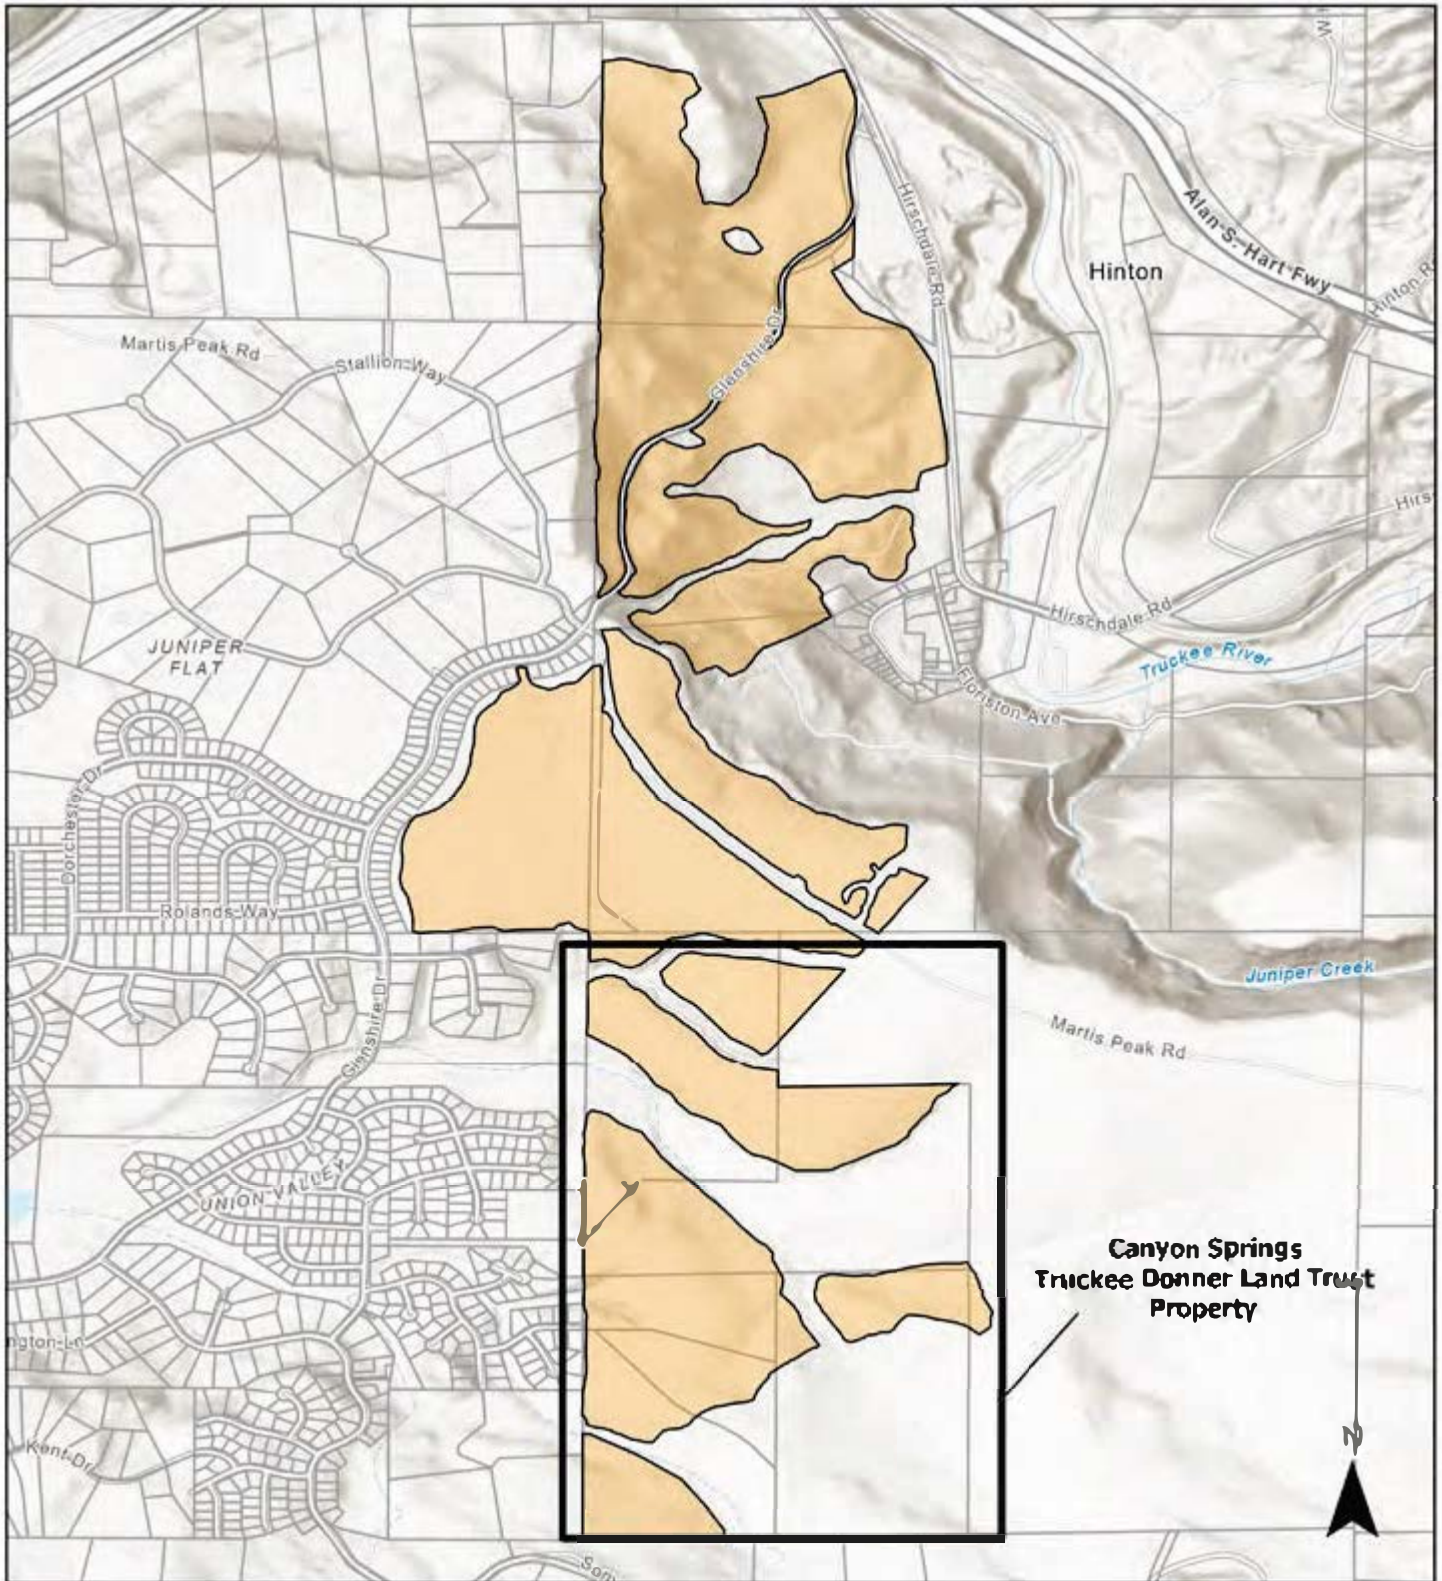 Hirschdale Rd
Alan S. Hart Fwy
Hinton
Martis Peak Rd
Stallion Way
Glenshire Dr
Hirschdale Rd
JUNIPER
FLAT
Truckee River
Floriston Ave
Dorchester Dr
Rolands Way
Juniper Creek
Martis Peak Rd
Glenshire Dr
UNION VALLEY
Canyon Springs
Truckee Donner Land Trust
Property
Kent Dr
N